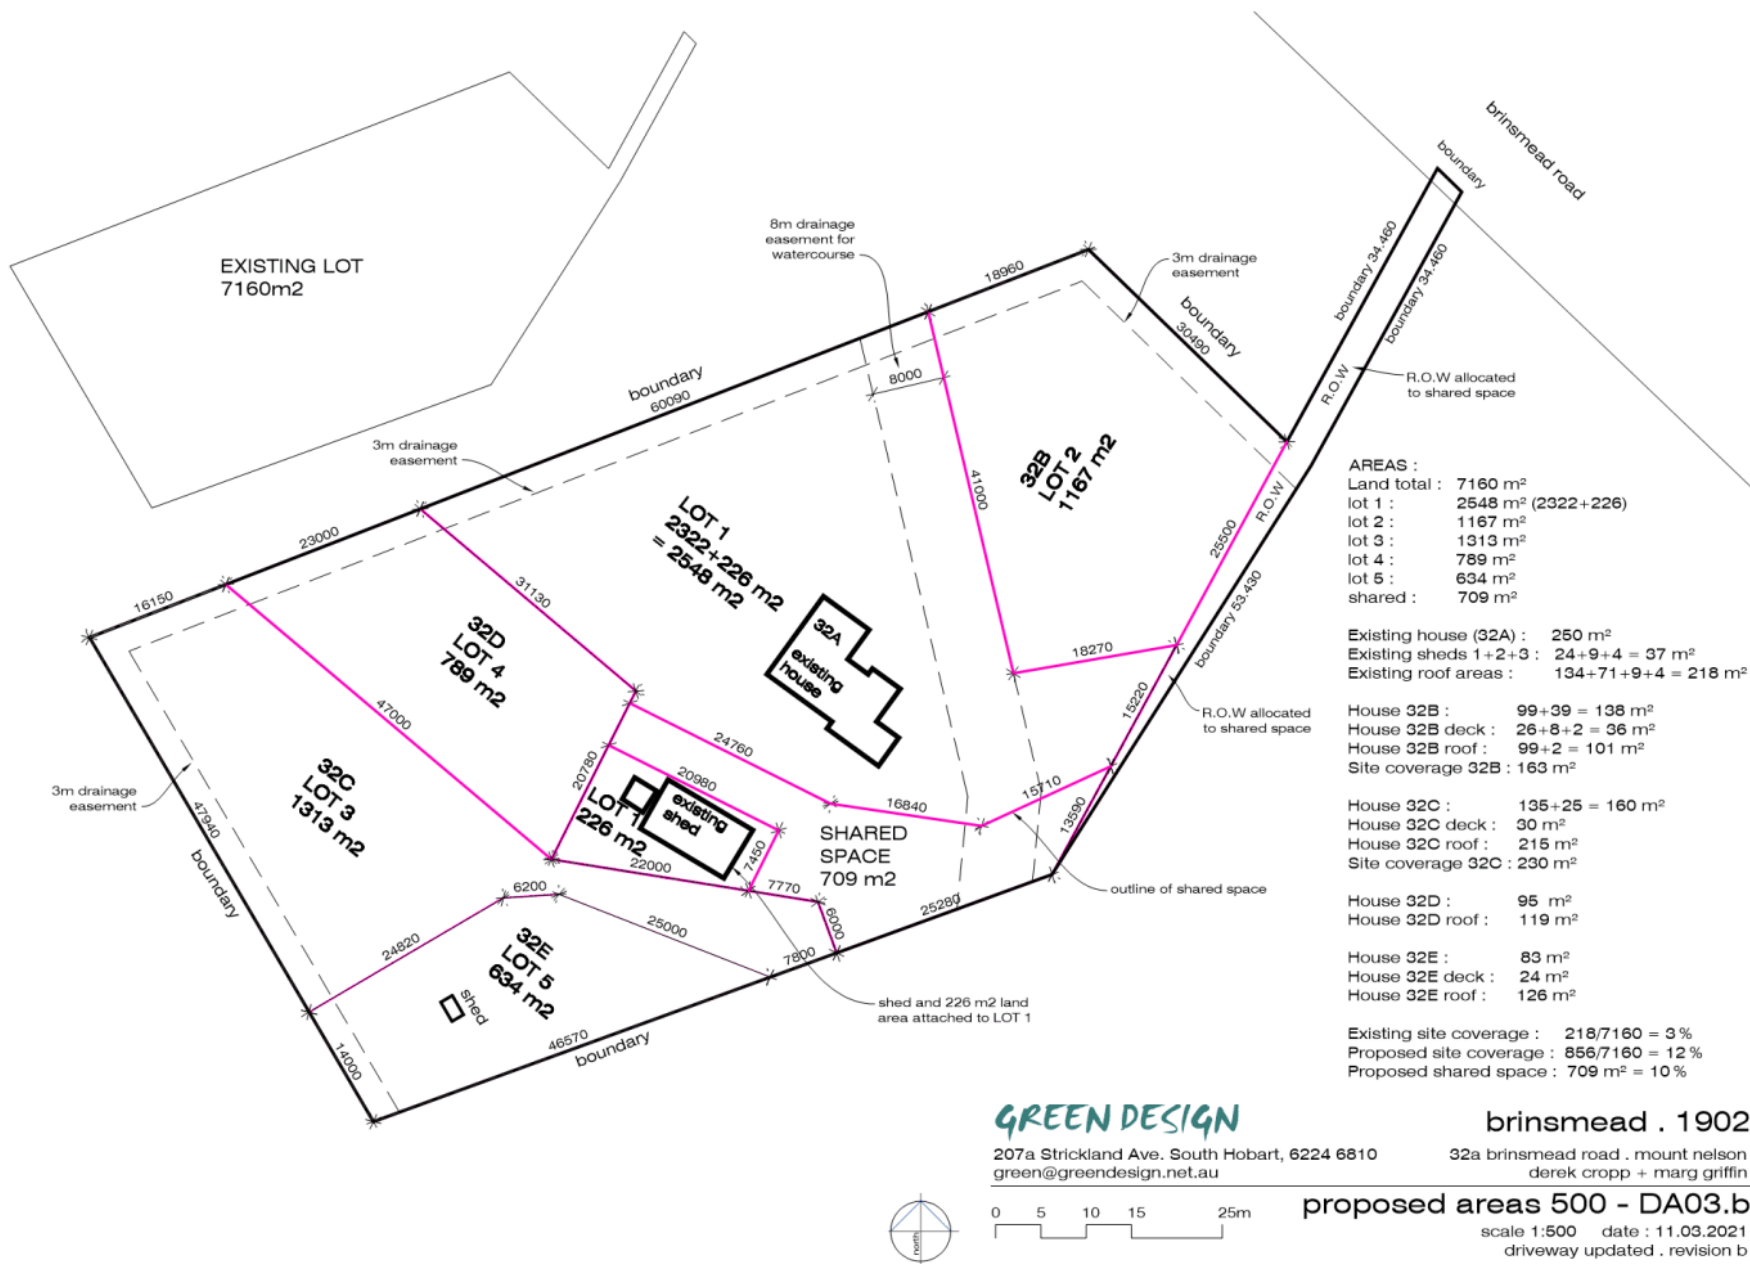 brinsmead road
boundary
boundary 34.460
boundary 34.460
8m drainage
easement for
watercourse
18960
3m drainage
easement
EXISTING LOT
7160m2
boundary
30490
boundary
60090
8000
R.O.W
R.O.W allocated
to shared space
3m drainage
easement
32B
LOT 2
1167 m2
41000
R.O.W
25500
23000
LOT 1
2322+226 m2
= 2548 m2
31130
16150
boundary 53.430
32D
LOT 4
789 m2
32A
existing
house
18270
47000
15220
R.O.W allocated
to shared space
24760
20780
20980
32C
LOT 3
1313 m2
3m drainage
easement
LOT 1
226 m2
existing
shed
16840
15710
13590
47940
boundary
SHARED
SPACE
709 m2
22000
7450
7770
6200
6000
25280
outline of shared space
24820
25000
7800
32E
LOT 5
634 m2
shed
shed and 226 m2 land
area attached to LOT 1
14000
46570
boundary
AREAS :
Land total : 7160 m²
lot 1 : 2548 m² (2322+226)
lot 2 : 1167 m²
lot 3 : 1313 m²
lot 4 : 789 m²
lot 5 : 634 m²
shared : 709 m²
Existing house (32A) : 250 m²
Existing sheds 1+2+3 : 24+9+4 = 37 m²
Existing roof areas : 134+71+9+4 = 218 m²
House 32B : 99+39 = 138 m²
House 32B deck : 26+8+2 = 36 m²
House 32B roof : 99+2 = 101 m²
Site coverage 32B : 163 m²
House 32C : 135+25 = 160 m²
House 32C deck : 30 m²
House 32C roof : 215 m²
Site coverage 32C : 230 m²
House 32D : 95 m²
House 32D roof : 119 m²
House 32E : 83 m²
House 32E deck : 24 m²
House 32E roof : 126 m²
Existing site coverage : 218/7160 = 3%
Proposed site coverage : 856/7160 = 12%
Proposed shared space : 709 m² = 10%
GREEN DESIGN
207a Strickland Ave. South Hobart, 6224 6810
green@greendesign.net.au
brinsmead . 1902
32a brinsmead road . mount nelson
derek cropp + marg griffin
north
0 5 10 15 25m
proposed areas 500 - DA03.b
scale 1:500 date : 11.03.2021
driveway updated . revision b